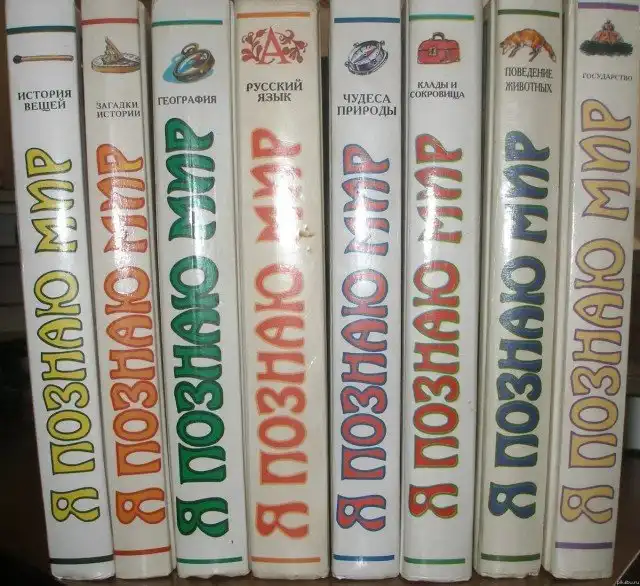 ИСТОРИЯ
ВЕЩЕЙ
Я ПОЗНАЮ МИР
ЗАГАДКИ
ИСТОРИИ
Я ПОЗНАЮ МИР
ГЕОГРАФИЯ
Я ПОЗНАЮ МИР
А
РУССКИЙ
ЯЗЫК
Я ПОЗНАЮ МИР
ЧУДЕСА
ПРИРОДЫ
Я ПОЗНАЮ МИР
КЛАДЫ И
СОКРОВИЩА
Я ПОЗНАЮ МИР
ПОВЕДЕНИЕ
ЖИВОТНЫХ
Я ПОЗНАЮ МИР
ГОСУДАРСТВО
Я ПОЗНАЮ МИР